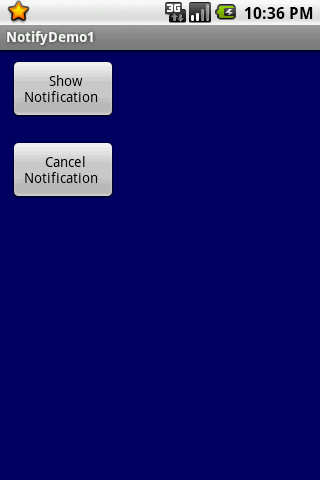 3G
10:36 PM
NotifyDemo1
Show
Notification
Cancel
Notification